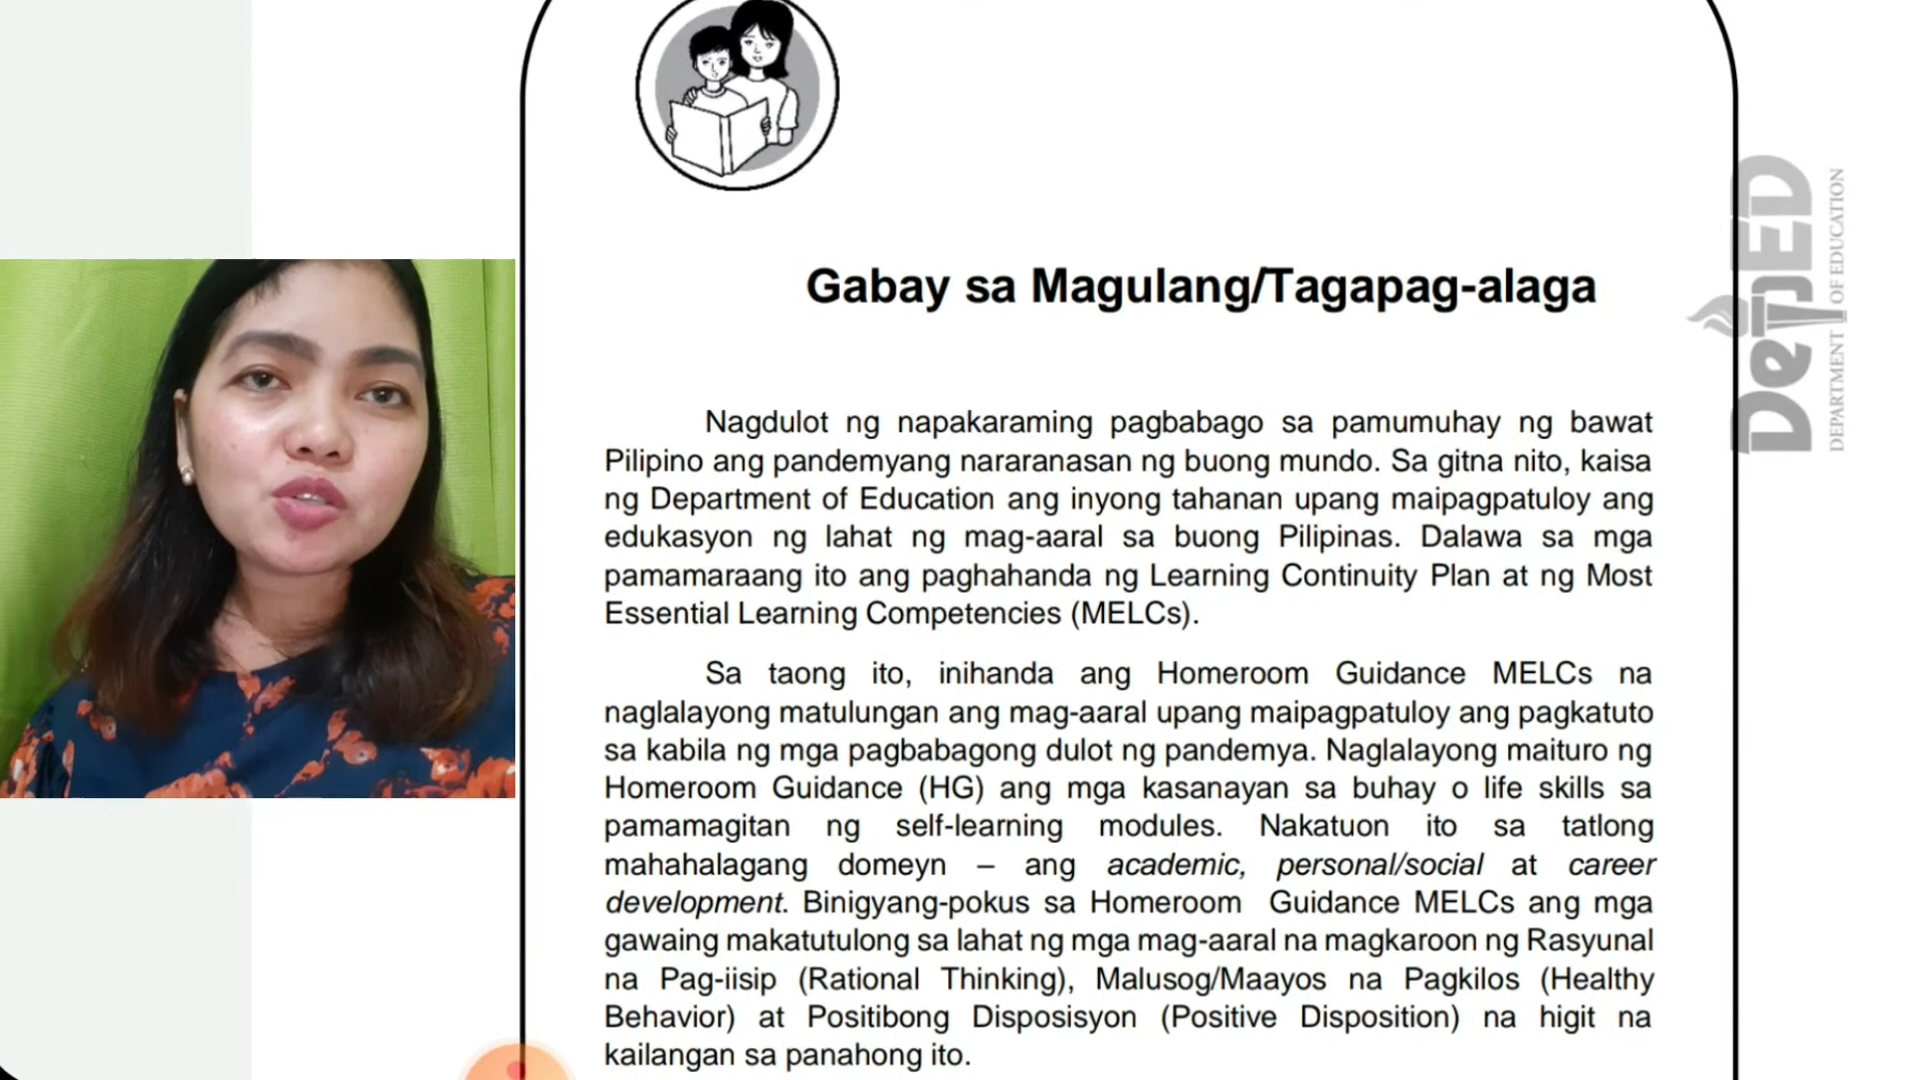 Gabay sa Magulang/Tagapag-alaga
Nagdulot ng napakaraming pagbabago sa pamumuhay ng bawat
Pilipino ang pandemyang nararanasan ng buong mundo. Sa gitna nito, kaisa
ng Department of Education ang inyong tahanan upang maipagpatuloy ang
edukasyon ng lahat ng mag-aaral sa buong Pilipinas. Dalawa sa mga
pamamaraang ito ang paghahanda ng Learning Continuity Plan at ng Most
Essential Learning Competencies (MELCs).
Sa taong ito, inihanda ang Homeroom Guidance MELCs na
naglalayong matulungan ang mag-aaral upang maipagpatuloy ang pagkatuto
sa kabila ng mga pagbabagong dulot ng pandemya. Naglalayong maituro ng
Homeroom Guidance (HG) ang mga kasanayan sa buhay o life skills sa
pamamagitan ng self-learning modules. Nakatuon ito sa tatlong
mahahalagang domeyn – ang academic, personal/social at career
development. Binigyang-pokus sa Homeroom Guidance MELCs ang mga
gawaing makatutulong sa lahat ng mga mag-aaral na magkaroon ng Rasyunal
na Pag-iisip (Rational Thinking), Malusog/Maayos na Pagkilos (Healthy
Behavior) at Positibong Disposisyon (Positive Disposition) na higit na
kailangan sa panahong ito.
DepED
DEPARTMENT OF EDUCATION